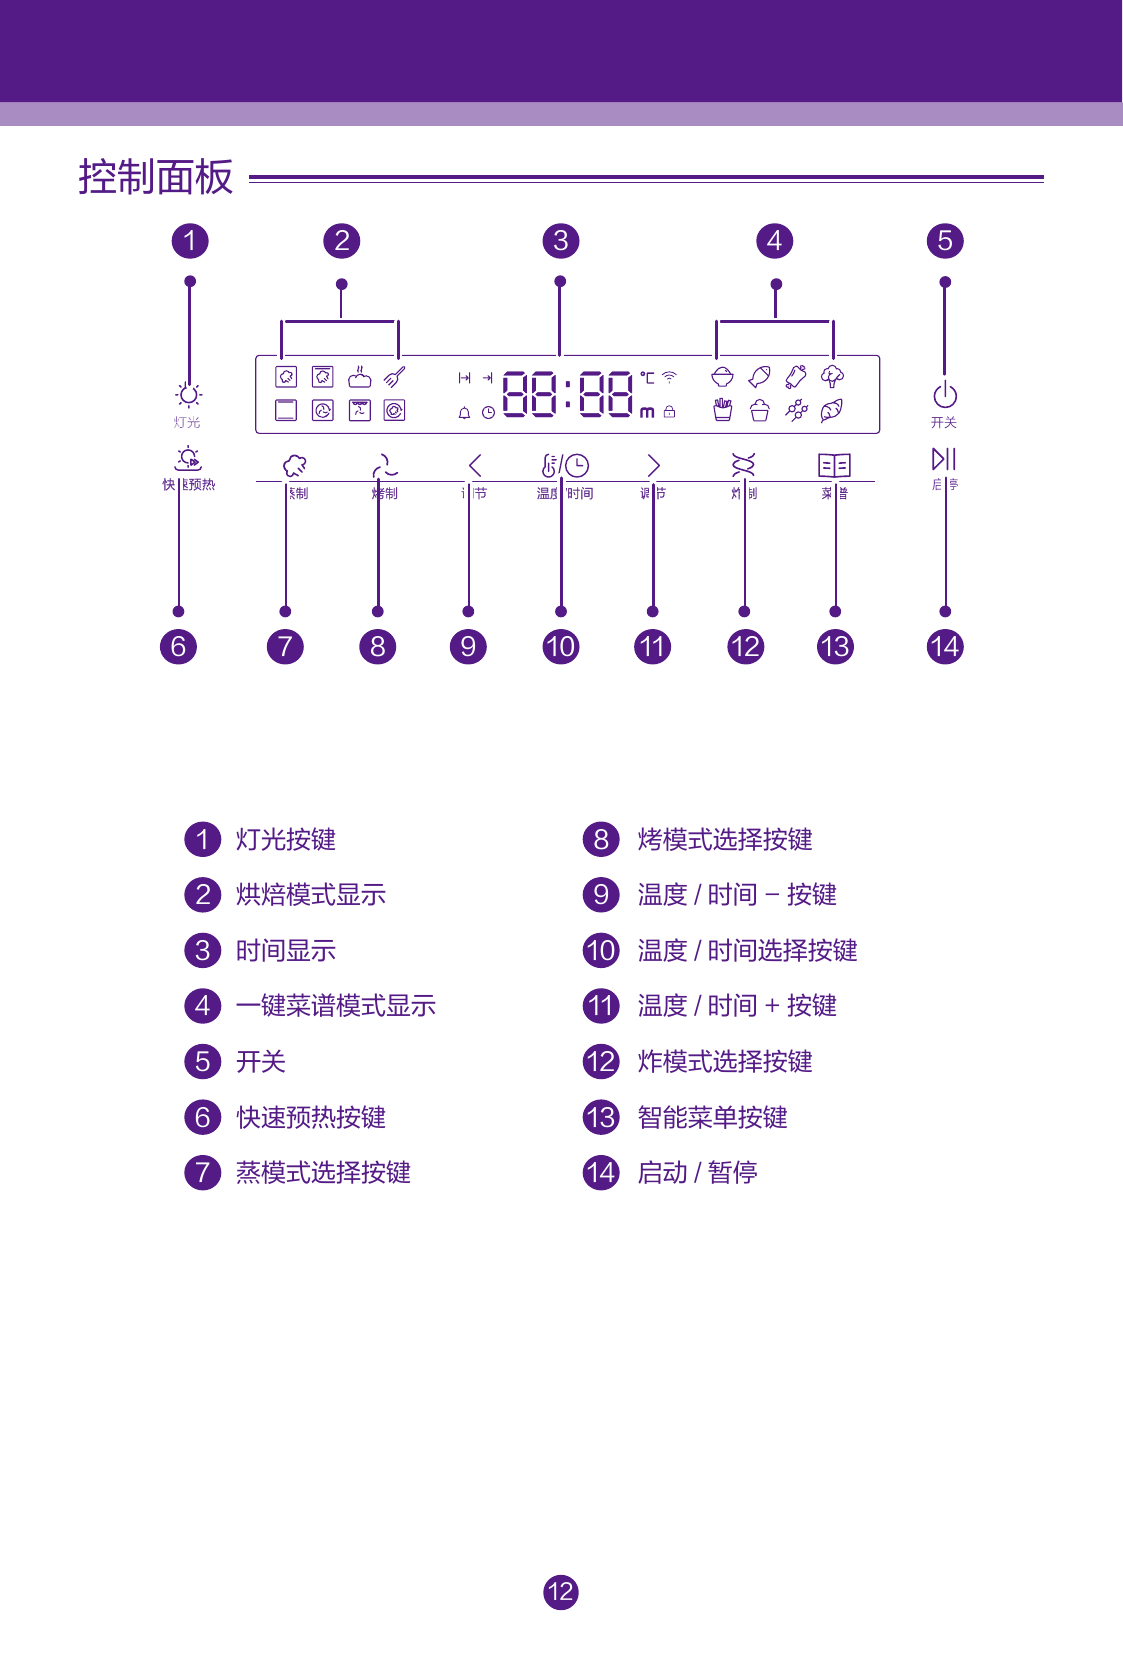 控制面板
1 2 3 4 5
88:88 ℃
m
灯光 开关
快速预热 蒸制 烤制 调节 温度/时间 调节 炸制 菜谱 启停
6 7 8 9 10 11 12 13 14
1 灯光按键
2 烘焙模式显示
3 时间显示
4 一键菜谱模式显示
5 开关
6 快速预热按键
7 蒸模式选择按键
8 烤模式选择按键
9 温度 / 时间 − 按键
10 温度 / 时间选择按键
11 温度 / 时间 + 按键
12 炸模式选择按键
13 智能菜单按键
14 启动 / 暂停
12